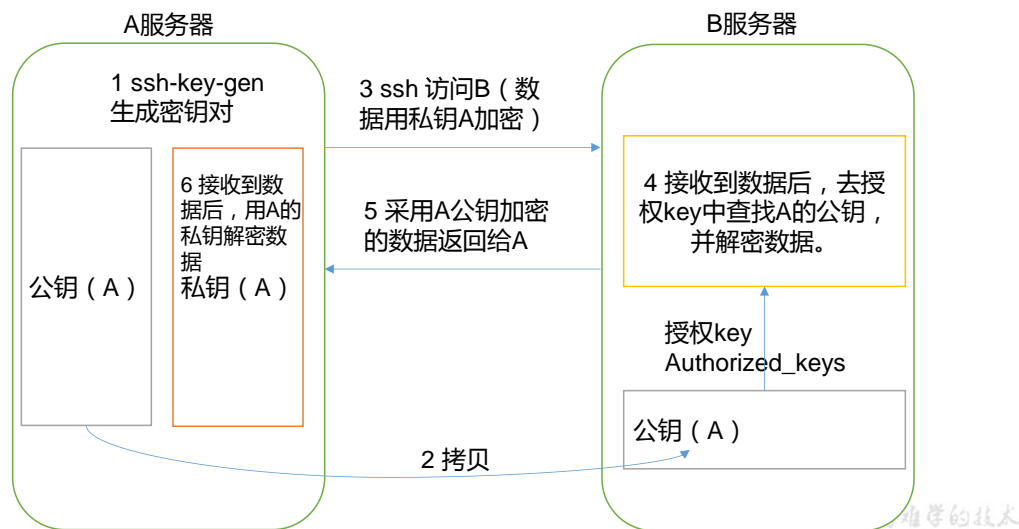 A服务器
B服务器
1 ssh-key-gen
生成密钥对
3 ssh 访问B（数
据用私钥A加密）
6 接收到数
据后，用A的
私钥解密数
据
公钥（A）
私钥（A）
5 采用A公钥加密
的数据返回给A
4 接收到数据后，去授
权key中查找A的公钥，
并解密数据。
授权key
Authorized_keys
公钥（A）
2 拷贝
难学的技术